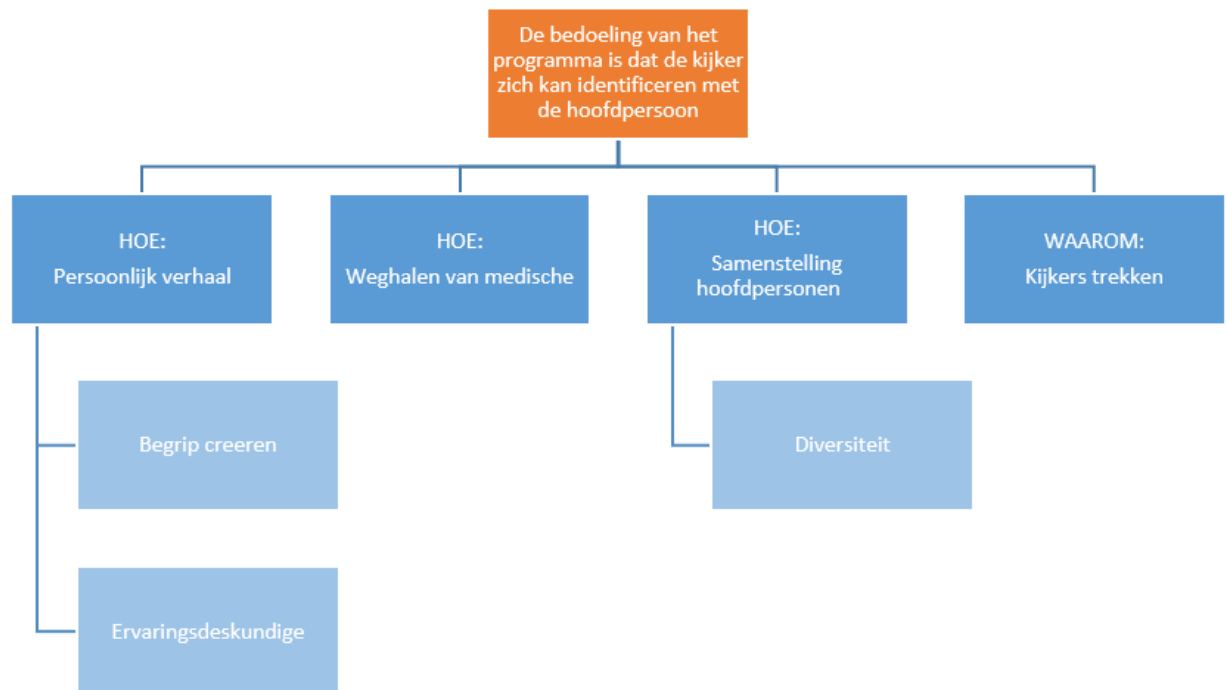 De bedoeling van het
programma is dat de kijker
zich kan identificeren met
de hoofdpersoon
HOE:
Persoonlijk verhaal
HOE:
Weghalen van medische
HOE:
Samenstelling
hoofdpersonen
WAAROM:
Kijkers trekken
Begrip creeren
Diversiteit
Ervaringsdeskundige